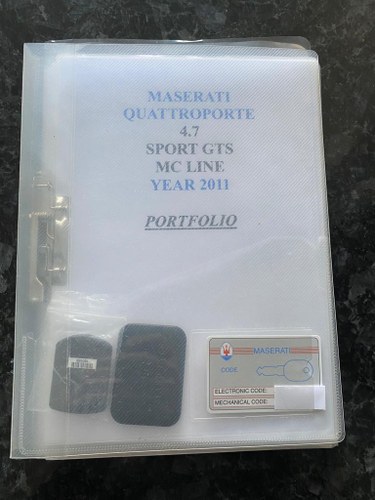 MASERATI
QUATTROPORTE
4.7
SPORT GTS
MC LINE
YEAR 2011
PORTFOLIO
MASERATI
CODE
ELECTRONIC CODE:
MECHANICAL CODE: